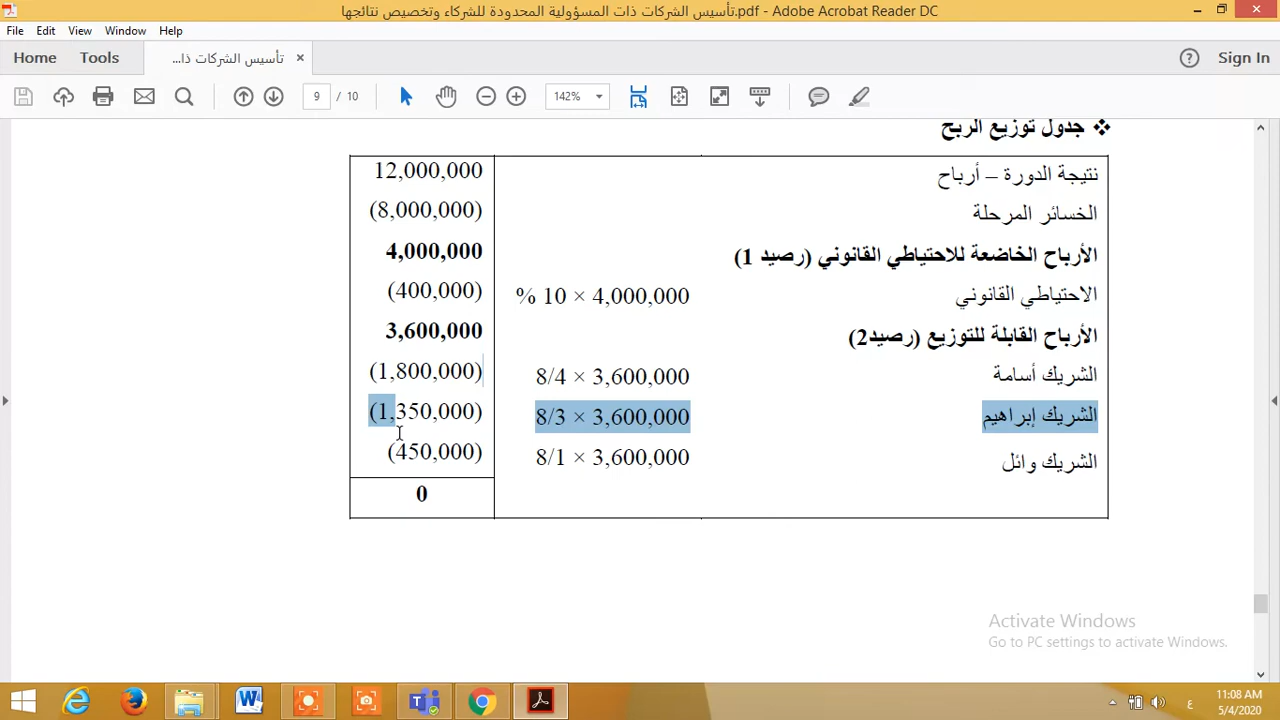 تأسيس الشركات ذات المسؤولية المحدودة للشركاء وتخصيص نتائجها.pdf - Adobe Acrobat Reader DC
File Edit View Window Help
Home Tools تأسيس الشركات ذا... × Sign In
9 / 10 142%
❖ جدول توزيع الربح
نتيجة الدورة – أرباح 12,000,000
الخسائر المرحلة (8,000,000)
الأرباح الخاضعة للاحتياطي القانوني (رصيد 1) 4,000,000
الاحتياطي القانوني 4,000,000 × 10 % (400,000)
الأرباح القابلة للتوزيع (رصيد2) 3,600,000
الشريك أسامة 3,600,000 × 8/4 (1,800,000)
الشريك إبراهيم 3,600,000 × 8/3 (1,350,000)
الشريك وائل 3,600,000 × 8/1 (450,000)
0
Activate Windows
Go to PC settings to activate Windows.
ع 11:08 AM
5/4/2020